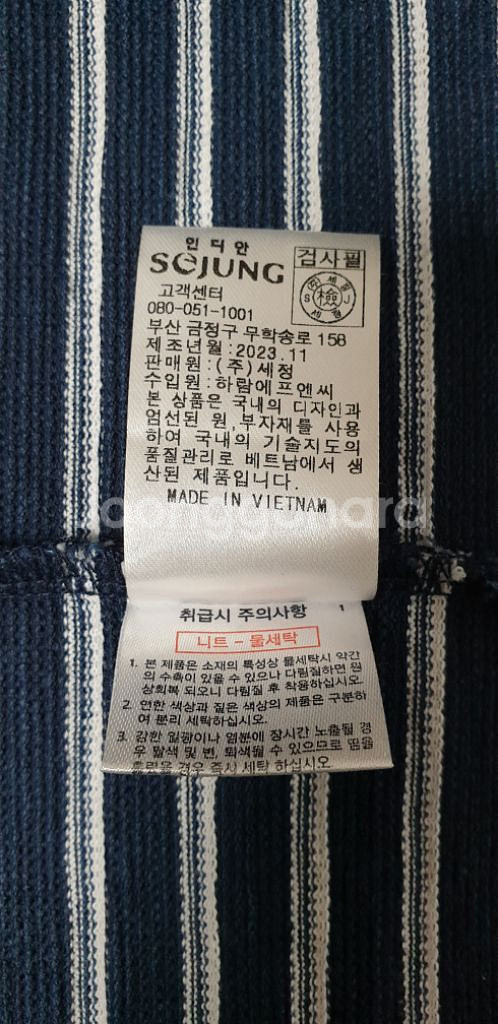 인디안
SEJUNG
검사필
(주)세정
檢
S J
세정
고객센터
080-051-1001
부산 금정구 무학송로 158
제조년월 : 2023.11
판매원 : (주)세정
수입원 : 하람에프엔씨
본 상품은 국내의 디자인과
엄선된 원,부자재를 사용
하여 국내의 기술지도의
품질관리로 베트남에서 생
산된 제품입니다.
MADE IN VIETNAM
joonggonara
취급시 주의사항 1
니트 - 물세탁
1. 본 제품은 소재의 특성상 물세탁시 약간
의 수축이 있을 수 있으나 다림질하면 원
상회복 되오니 다림질 후 착용하십시오.
2. 연한 색상과 짙은 색상의 제품은 구분하
여 분리 세탁하십시오.
3. 강한 일광이나 염분에 장시간 노출될 경
우 탈색 및 변, 퇴색될 수 있으므로 땀을
흘렸을 경우 즉시 세탁 하십시오